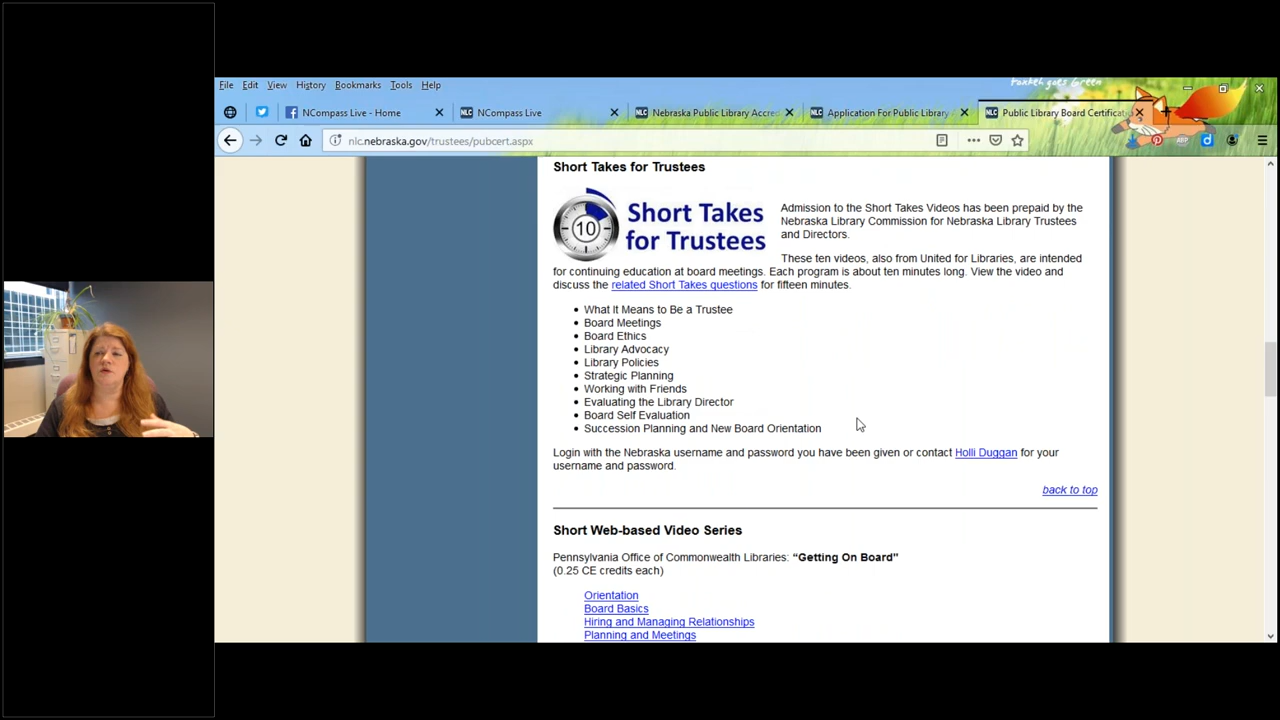 Foxkeh goes Green
File Edit View History Bookmarks Tools Help
NCompass Live - Home
NCompass Live
Nebraska Public Library Accred
Application For Public Library
Public Library Board Certificat
nlc.nebraska.gov/trustees/pubcert.aspx
Short Takes for Trustees
10
Short Takes
for Trustees
Admission to the Short Takes Videos has been prepaid by the
Nebraska Library Commission for Nebraska Library Trustees
and Directors.
These ten videos, also from United for Libraries, are intended
for continuing education at board meetings. Each program is about ten minutes long. View the video and
discuss the related Short Takes questions for fifteen minutes.
What It Means to Be a Trustee
Board Meetings
Board Ethics
Library Advocacy
Library Policies
Strategic Planning
Working with Friends
Evaluating the Library Director
Board Self Evaluation
Succession Planning and New Board Orientation
Login with the Nebraska username and password you have been given or contact Holli Duggan for your
username and password.
back to top
Short Web-based Video Series
Pennsylvania Office of Commonwealth Libraries: “Getting On Board”
(0.25 CE credits each)
Orientation
Board Basics
Hiring and Managing Relationships
Planning and Meetings